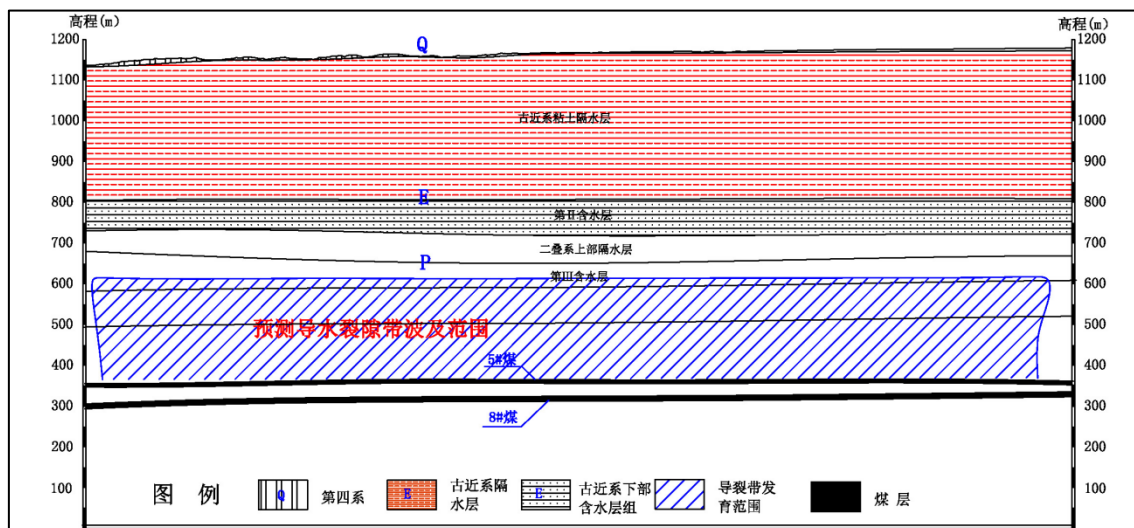 高程(m)
高程(m)
1200
1100
1000
900
800
700
600
500
400
300
200
100
1200
1100
1000
900
800
700
600
500
400
300
200
100
Q
古近系粘土隔水层
E
第Ⅱ含水层
二叠系上部隔水层
P
第Ⅲ含水层
预测导水裂隙带波及范围
5#煤
8#煤
图 例
Q
第四系
E
古近系隔
水层
E
古近系下部
含水层组
导裂带发
育范围
煤 层